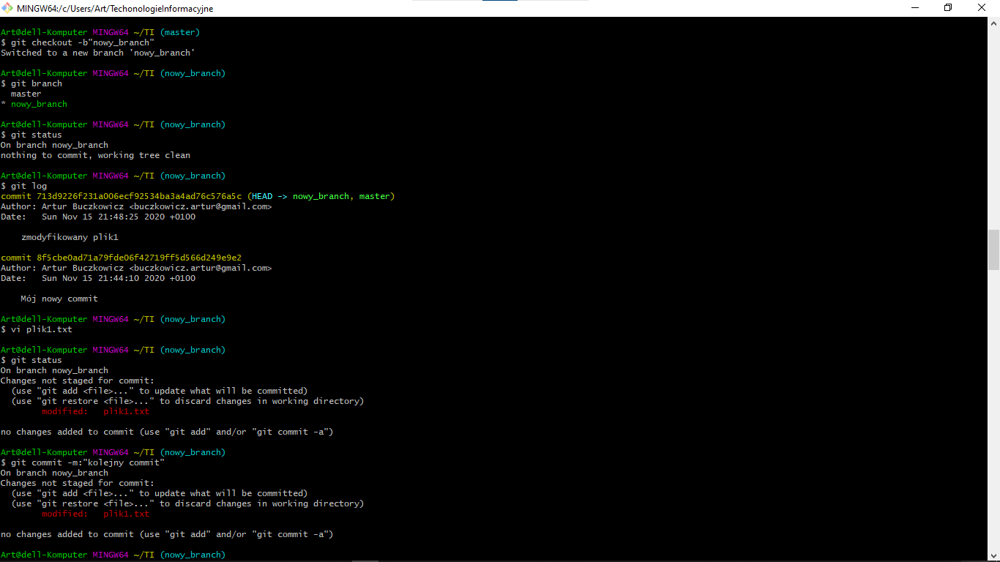 MINGW64:/c/Users/Art/TechonologieInformacyjne
Art@dell-Komputer MINGW64 ~/TI (master)
$ git checkout -b"nowy_branch"
Switched to a new branch 'nowy_branch'
Art@dell-Komputer MINGW64 ~/TI (nowy_branch)
$ git branch
  master
* nowy_branch
Art@dell-Komputer MINGW64 ~/TI (nowy_branch)
$ git status
On branch nowy_branch
nothing to commit, working tree clean
Art@dell-Komputer MINGW64 ~/TI (nowy_branch)
$ git log
commit 713d9226f231a006ecf92534ba3a4ad76c576a5c (HEAD -> nowy_branch, master)
Author: Artur Buczkowicz <buczkowicz.artur@gmail.com>
Date:   Sun Nov 15 21:48:25 2020 +0100
    zmodyfikowany plik1
commit 8f5cbe0ad71a79fde06f42719ff5d566d249e9e2
Author: Artur Buczkowicz <buczkowicz.artur@gmail.com>
Date:   Sun Nov 15 21:44:10 2020 +0100
    Mój nowy commit
Art@dell-Komputer MINGW64 ~/TI (nowy_branch)
$ vi plik1.txt
Art@dell-Komputer MINGW64 ~/TI (nowy_branch)
$ git status
On branch nowy_branch
Changes not staged for commit:
  (use "git add <file>..." to update what will be committed)
  (use "git restore <file>..." to discard changes in working directory)
        modified:   plik1.txt
no changes added to commit (use "git add" and/or "git commit -a")
Art@dell-Komputer MINGW64 ~/TI (nowy_branch)
$ git commit -m:"kolejny commit"
On branch nowy_branch
Changes not staged for commit:
  (use "git add <file>..." to update what will be committed)
  (use "git restore <file>..." to discard changes in working directory)
        modified:   plik1.txt
no changes added to commit (use "git add" and/or "git commit -a")
Art@dell-Komputer MINGW64 ~/TI (nowy_branch)